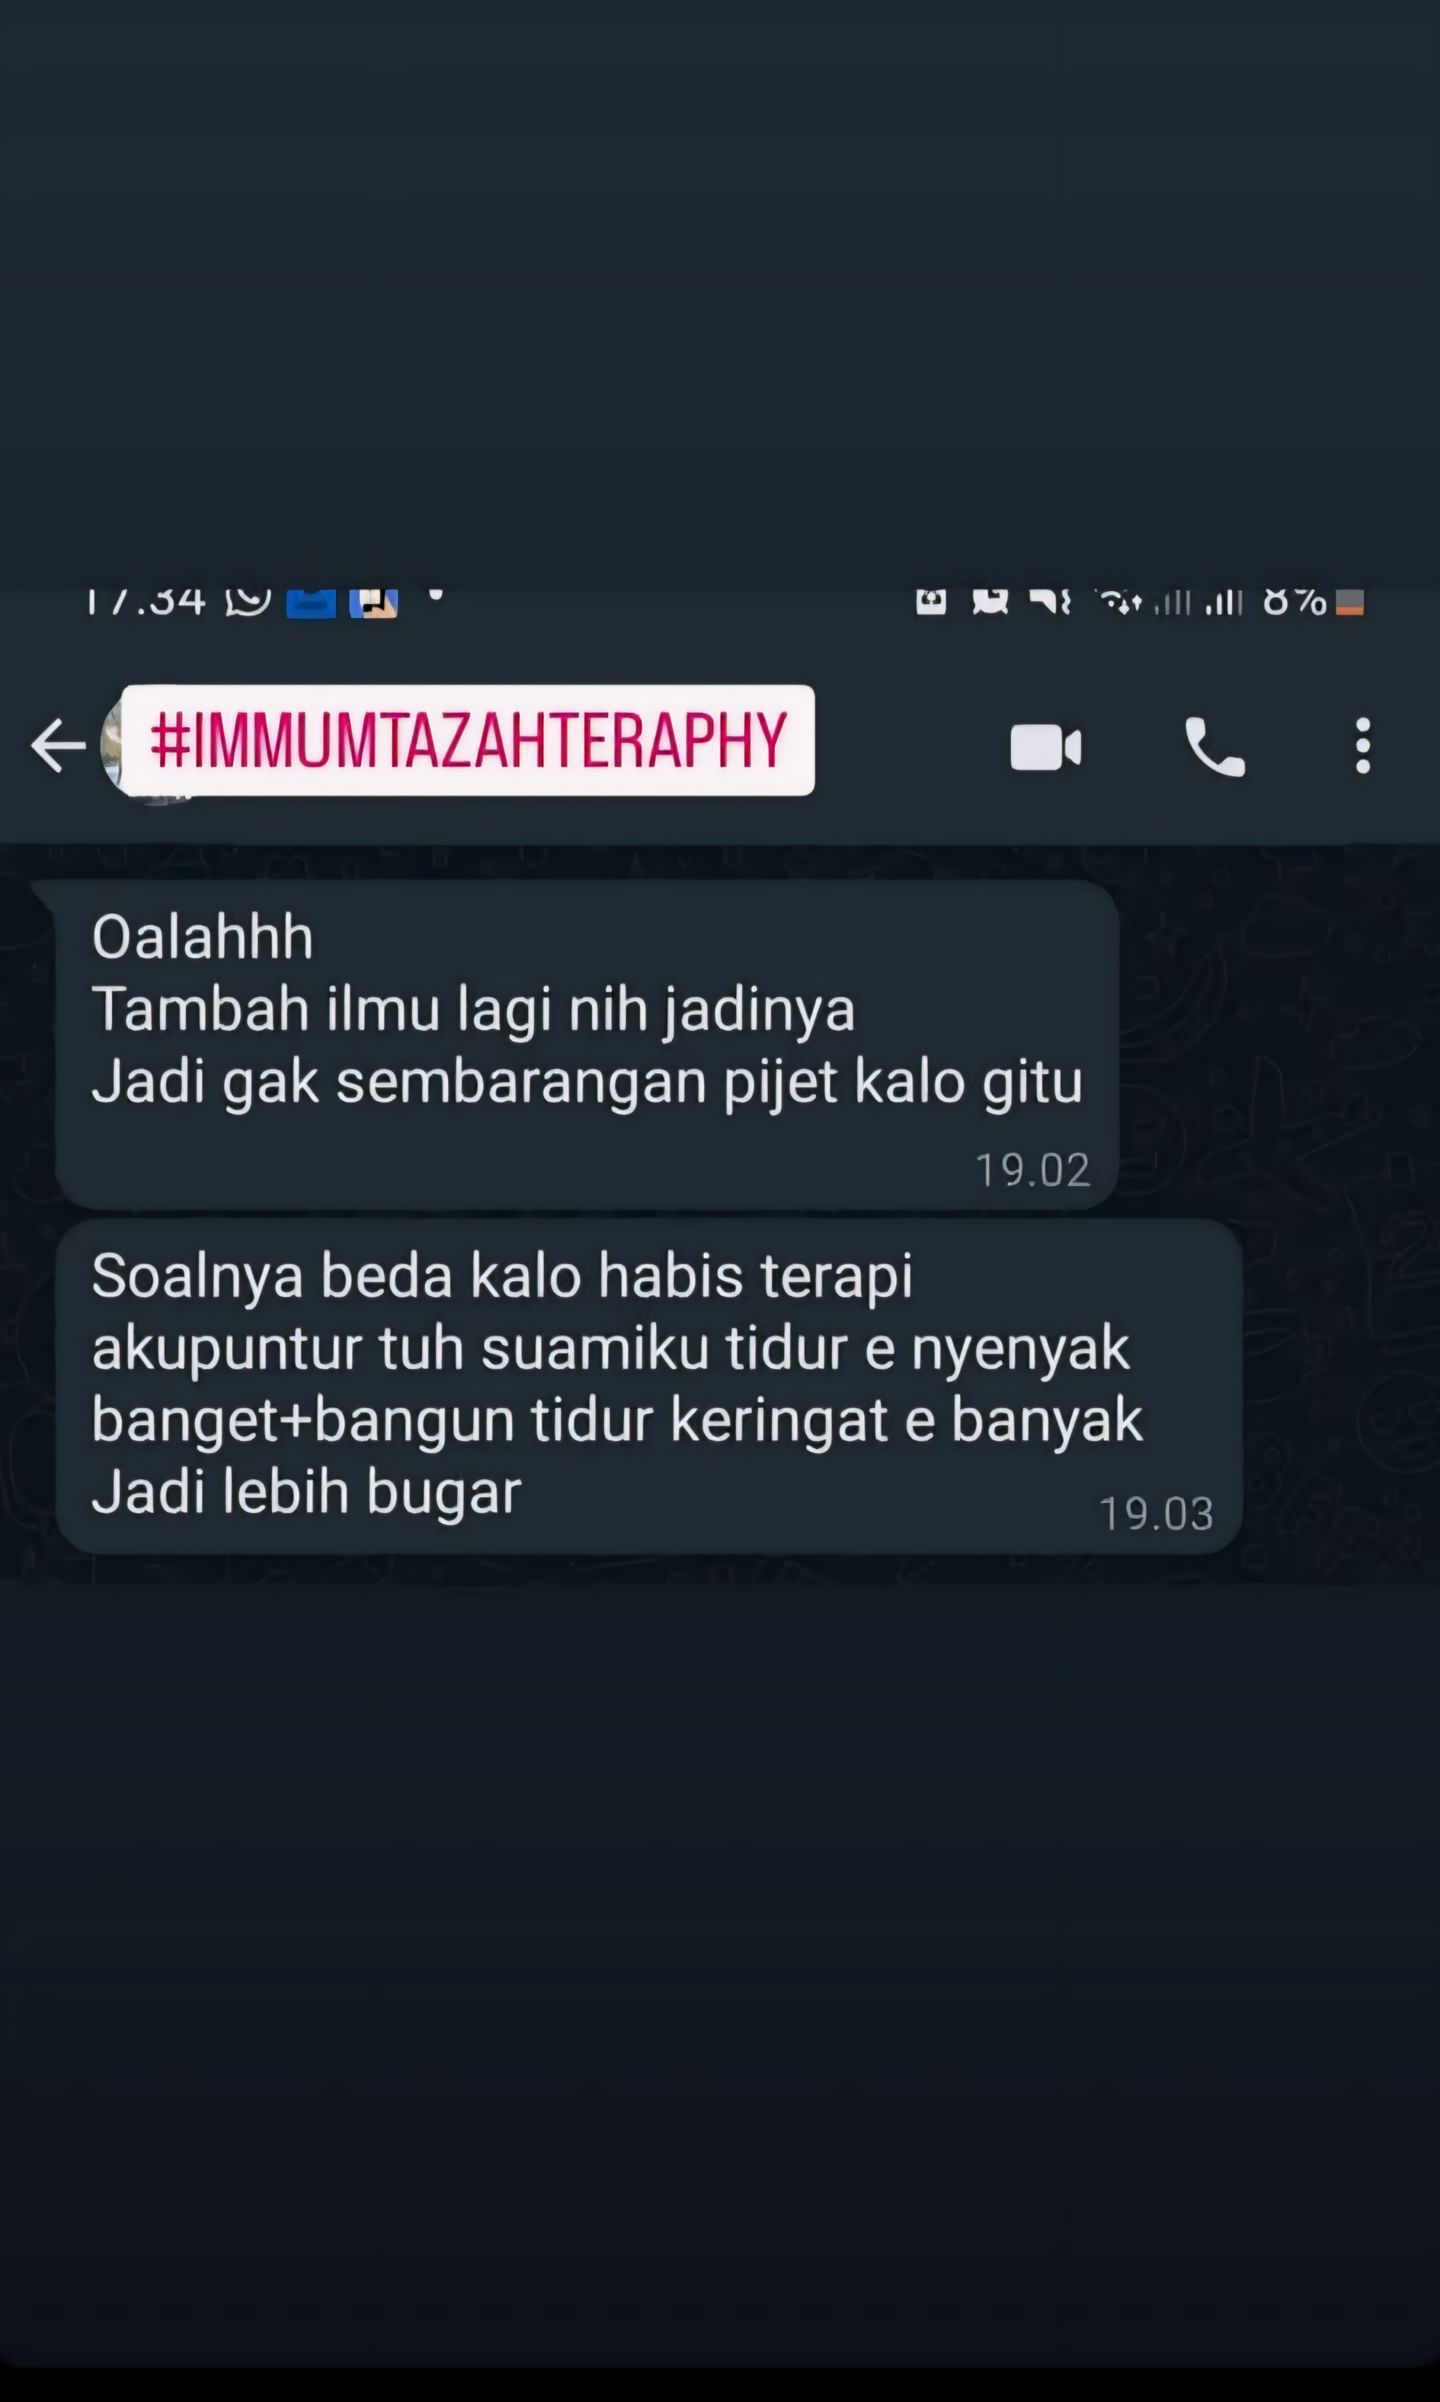 17.34
8%
#IMMUMTAZAHTERAPHY
Oalahhh
Tambah ilmu lagi nih jadinya
Jadi gak sembarangan pijet kalo gitu
19.02
Soalnya beda kalo habis terapi
akupuntur tuh suamiku tidur e nyenyak
banget+bangun tidur keringat e banyak
Jadi lebih bugar
19.03